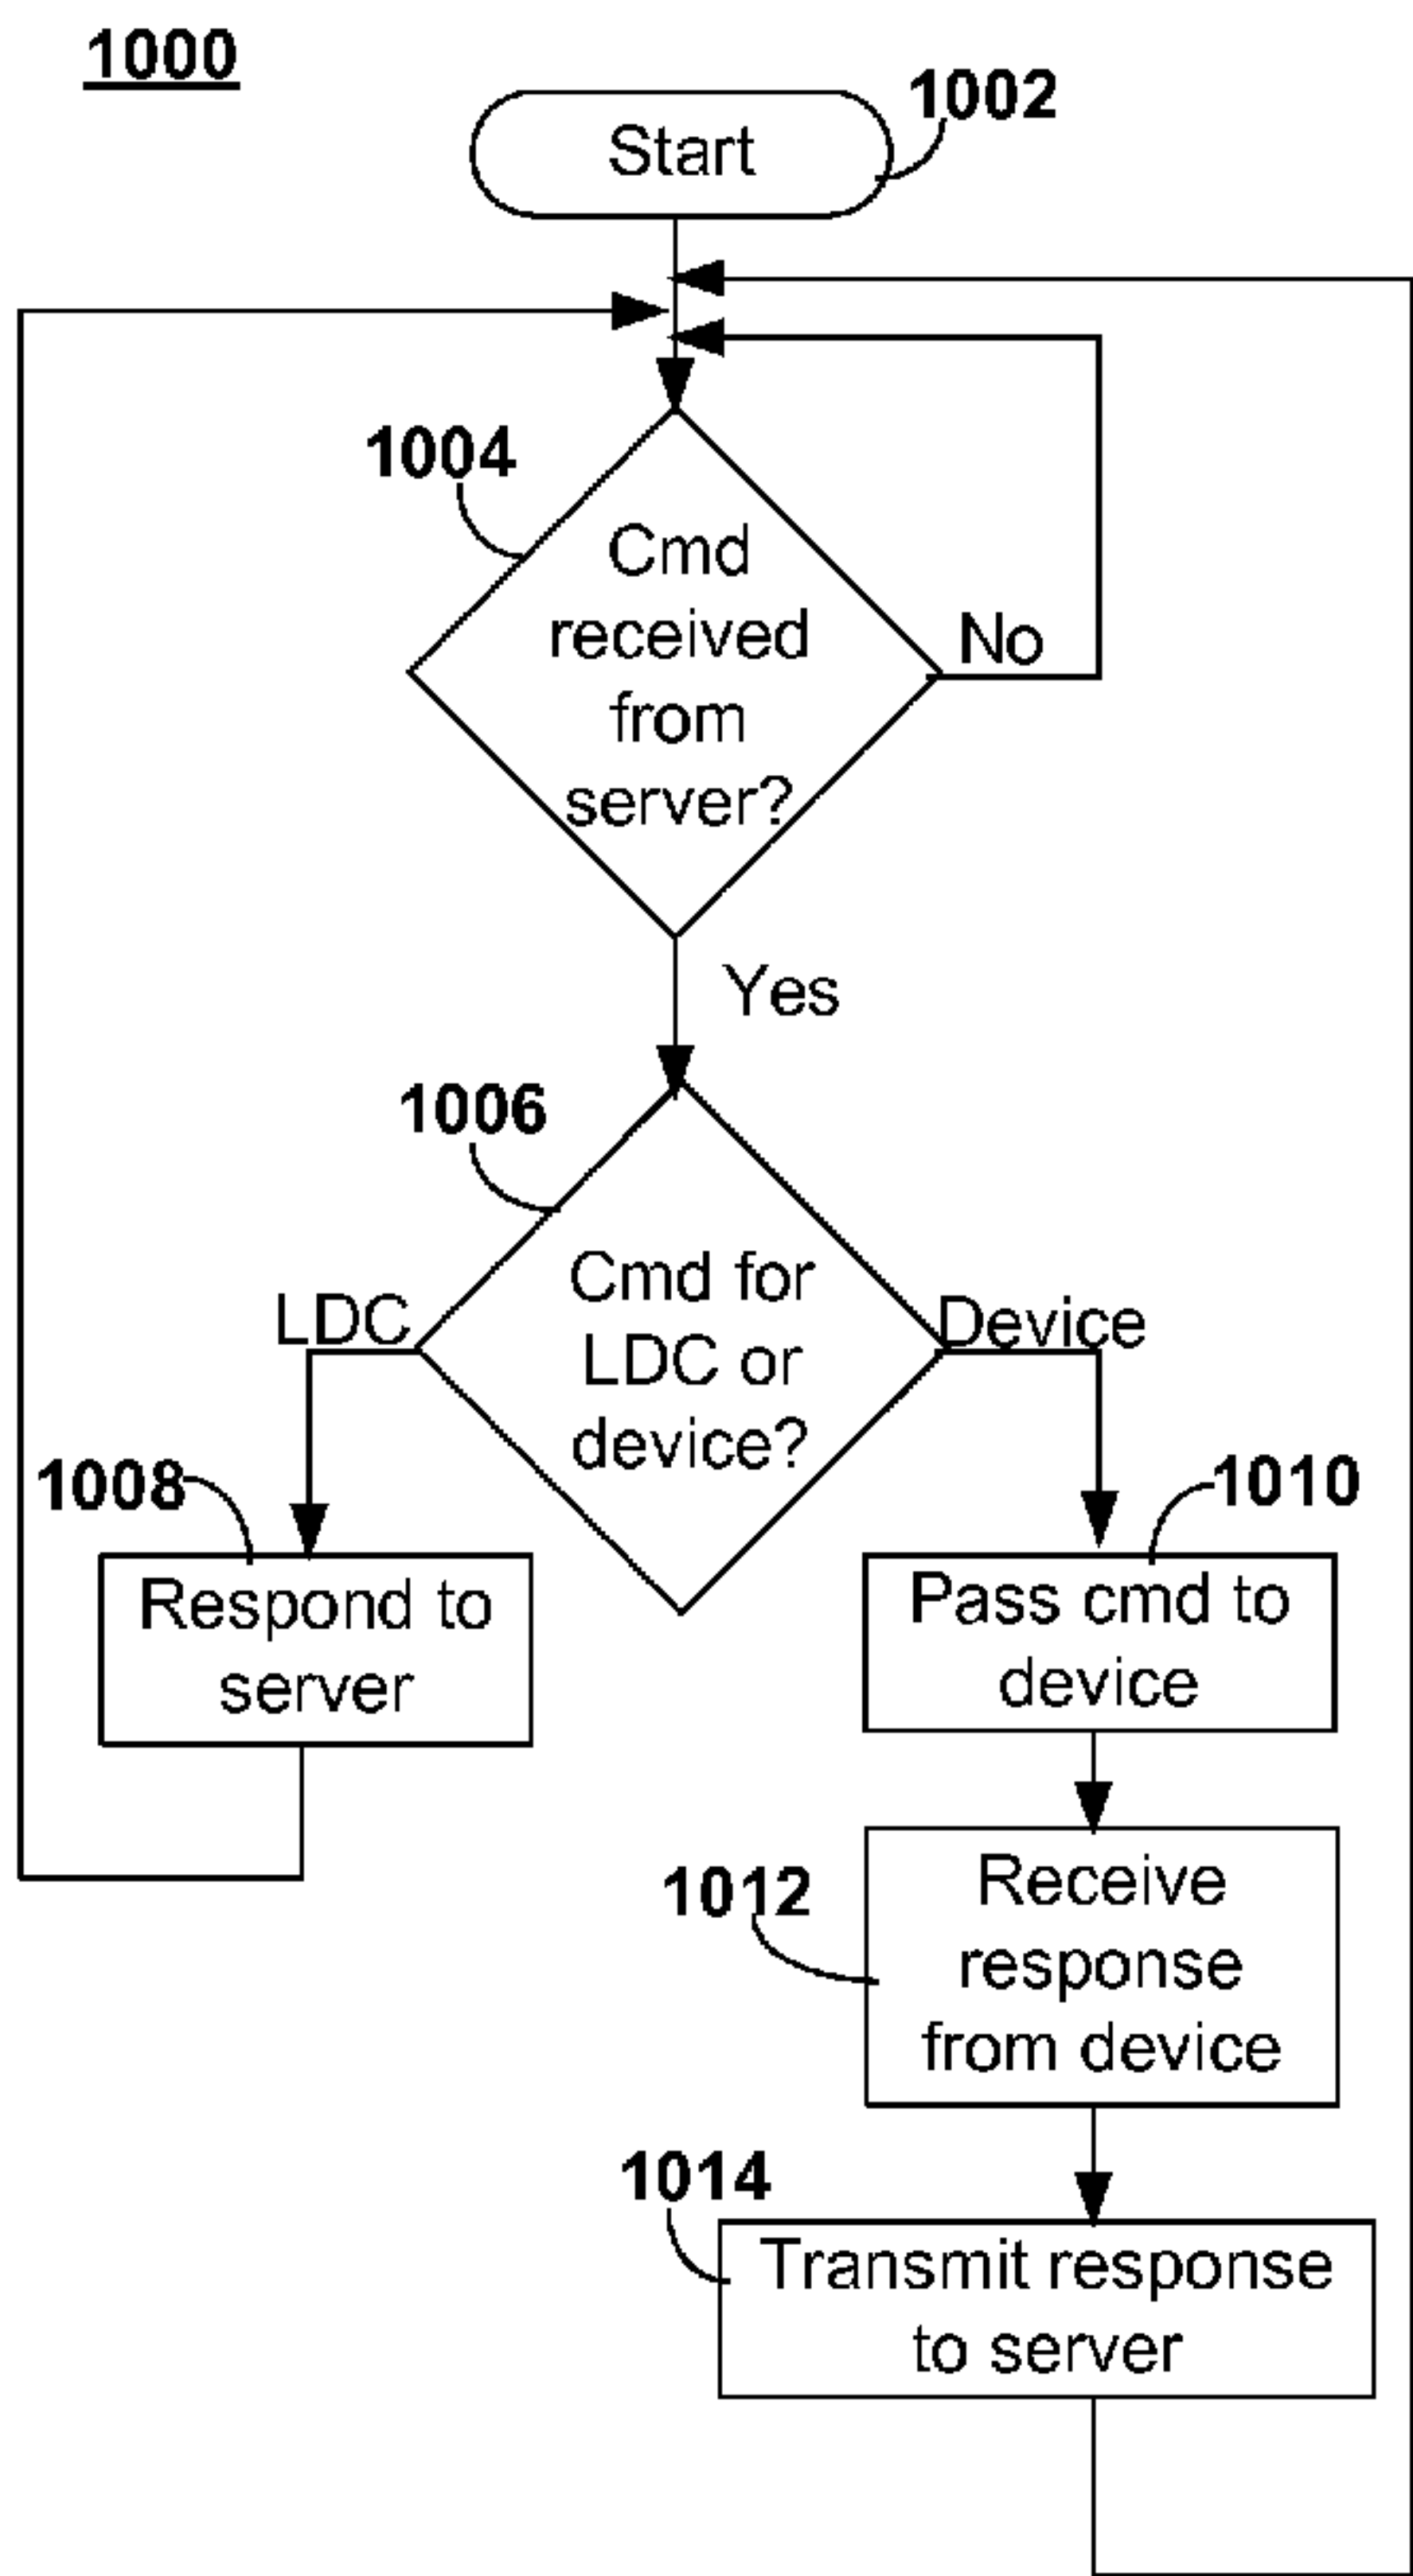 1000
1002
Start
1004
Cmd
received
from
server?
No
Yes
1006
Cmd for
LDC or
device?
LDC
Device
1008
Respond to
server
1010
Pass cmd to
device
1012
Receive
response
from device
1014
Transmit response
to server